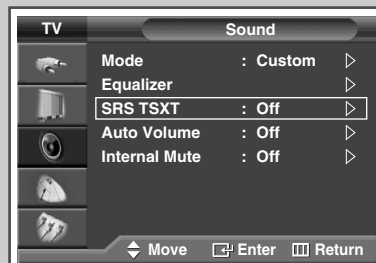 TV
Sound
Mode : Custom
Equalizer
SRS TSXT : Off
Auto Volume : Off
Internal Mute : Off
Move Enter Return